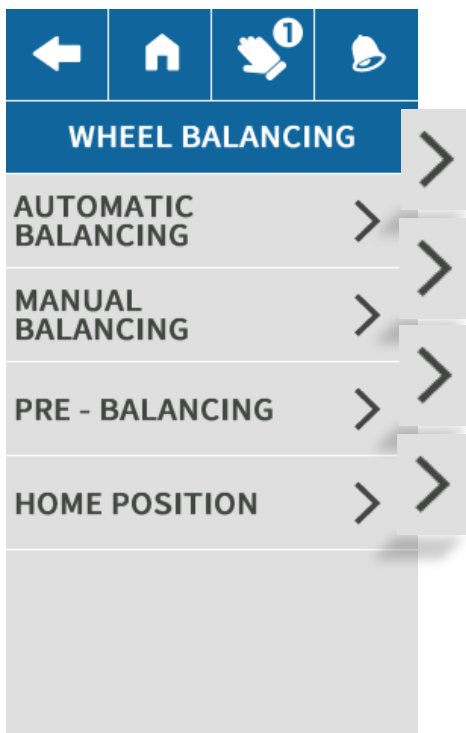 1
WHEEL BALANCING
AUTOMATIC
BALANCING
MANUAL
BALANCING
PRE - BALANCING
HOME POSITION